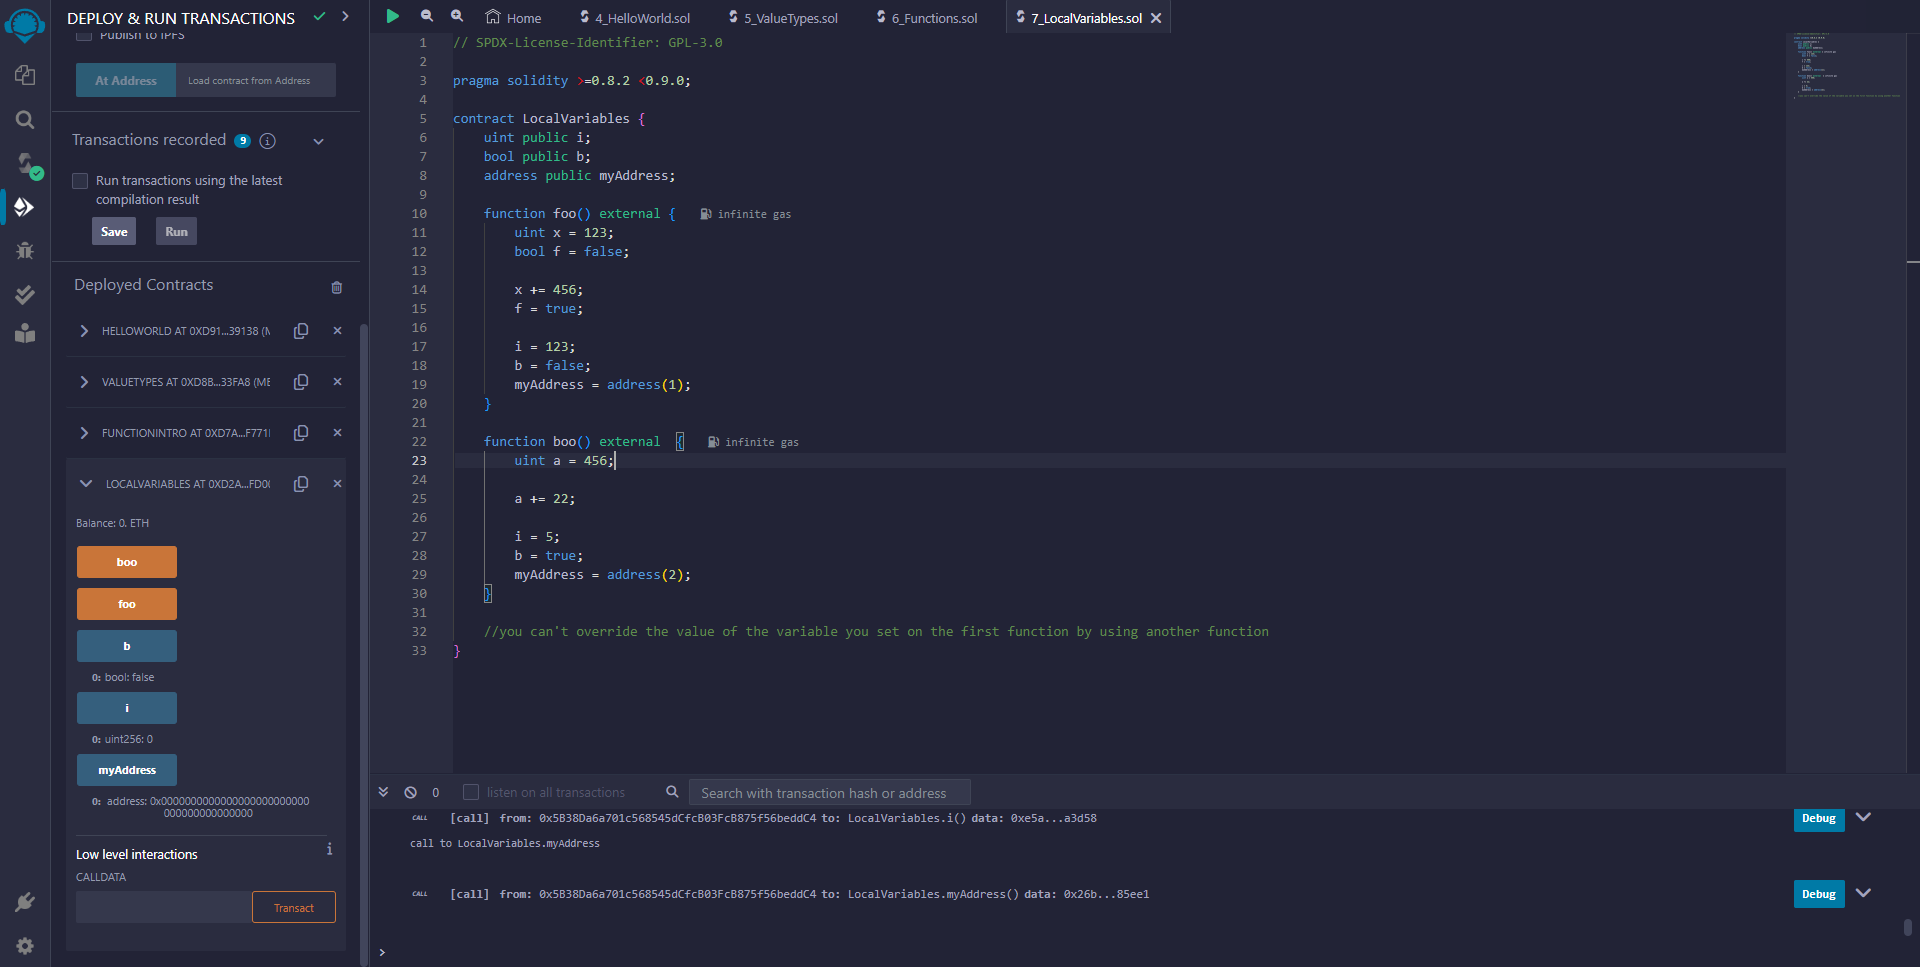 DEPLOY & RUN TRANSACTIONS
Publish to IPFS
At Address
Load contract from Address
Transactions recorded 9
Run transactions using the latest
compilation result
Save
Run
Deployed Contracts
HELLOWORLD AT 0XD91...39138 (M
VALUETYPES AT 0XD8B...33FA8 (ME
FUNCTIONINTRO AT 0XD7A...F771
LOCALVARIABLES AT 0XD2A...FD00
Balance: 0. ETH
boo
foo
b
0: bool: false
i
0: uint256: 0
myAddress
0: address: 0x0000000000000000000000000
000000000000000
Low level interactions
CALLDATA
Transact
Home
4_HelloWorld.sol
5_ValueTypes.sol
6_Functions.sol
7_LocalVariables.sol
1 // SPDX-License-Identifier: GPL-3.0
2
3 pragma solidity >=0.8.2 <0.9.0;
4
5 contract LocalVariables {
6 uint public i;
7 bool public b;
8 address public myAddress;
9
10 function foo() external { infinite gas
11 uint x = 123;
12 bool f = false;
13
14 x += 456;
15 f = true;
16
17 i = 123;
18 b = false;
19 myAddress = address(1);
20 }
21
22 function boo() external { infinite gas
23 uint a = 456;
24
25 a += 22;
26
27 i = 5;
28 b = true;
29 myAddress = address(2);
30 }
31
32 //you can't override the value of the variable you set on the first function by using another function
33 }
0
listen on all transactions
Search with transaction hash or address
CALL [call] from: 0x5B38Da6a701c568545dCfcB03FcB875f56beddC4 to: LocalVariables.i() data: 0xe5a...a3d58
Debug
call to LocalVariables.myAddress
CALL [call] from: 0x5B38Da6a701c568545dCfcB03FcB875f56beddC4 to: LocalVariables.myAddress() data: 0x26b...85ee1
Debug
>